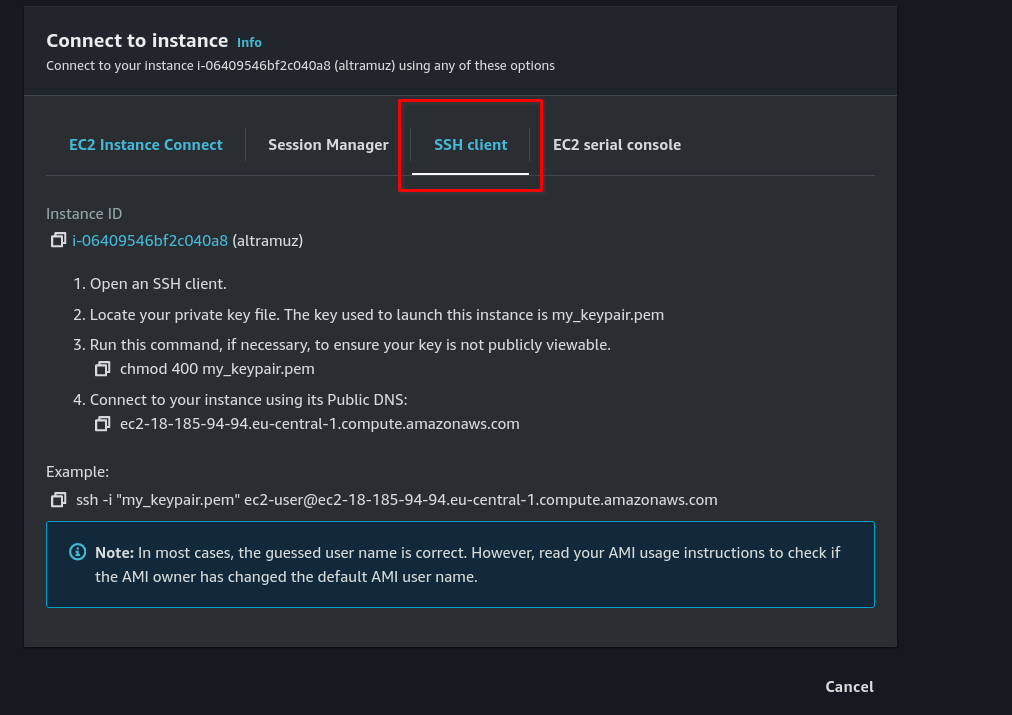 Connect to instance Info
Connect to your instance i-06409546bf2c040a8 (altramuz) using any of these options
EC2 Instance Connect Session Manager SSH client EC2 serial console
Instance ID
i-06409546bf2c040a8 (altramuz)
1. Open an SSH client.
2. Locate your private key file. The key used to launch this instance is my_keypair.pem
3. Run this command, if necessary, to ensure your key is not publicly viewable.
chmod 400 my_keypair.pem
4. Connect to your instance using its Public DNS:
ec2-18-185-94-94.eu-central-1.compute.amazonaws.com
Example:
ssh -i "my_keypair.pem" ec2-user@ec2-18-185-94-94.eu-central-1.compute.amazonaws.com
Note: In most cases, the guessed user name is correct. However, read your AMI usage instructions to check if
the AMI owner has changed the default AMI user name.
Cancel